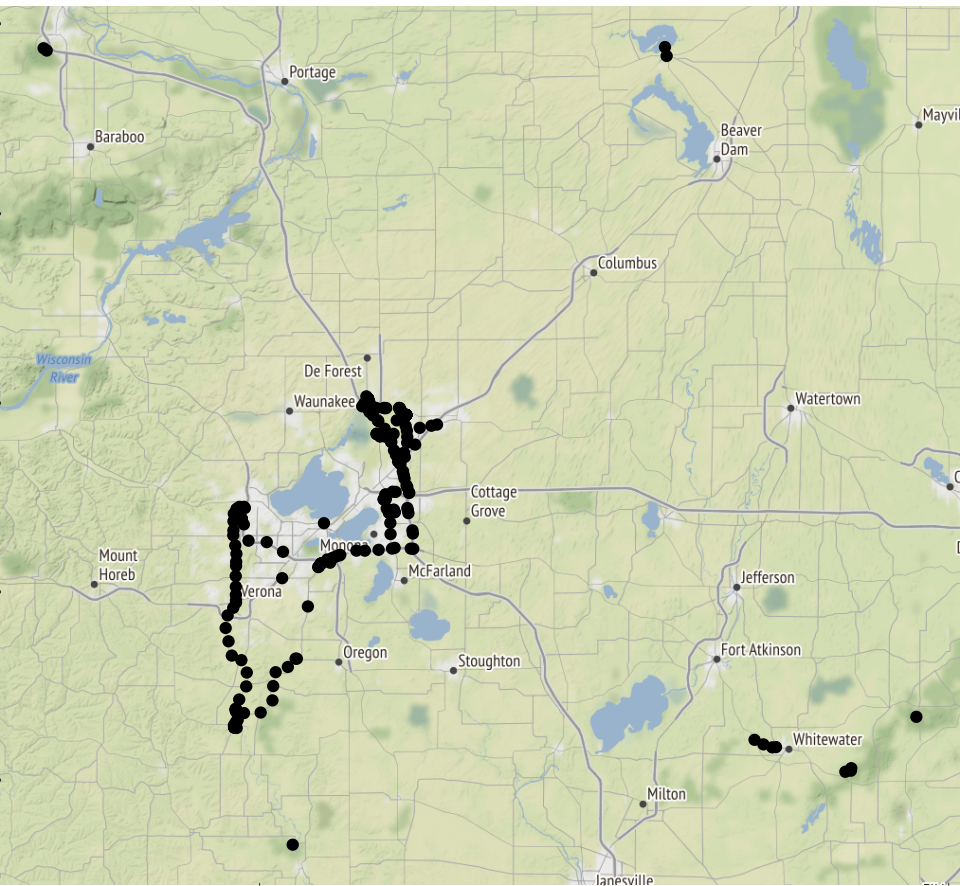 Portage
Baraboo
Beaver
Dam
Columbus
Wisconsin
River
De Forest
Waunakee
Watertown
Cottage
Grove
Monona
Mount
Horeb
McFarland
Verona
Jefferson
Oregon
Stoughton
Fort Atkinson
Whitewater
Milton
Janesville